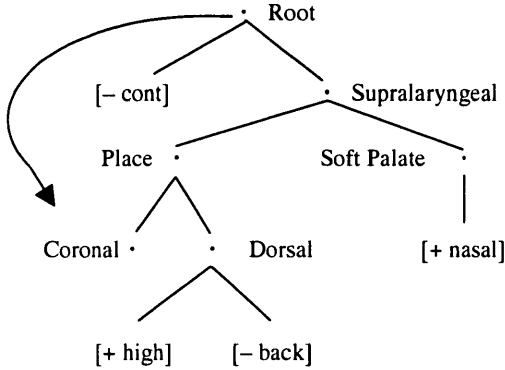 Root
[– cont]
Supralaryngeal
Place
Soft Palate
Coronal
Dorsal
[+ nasal]
[+ high]
[– back]